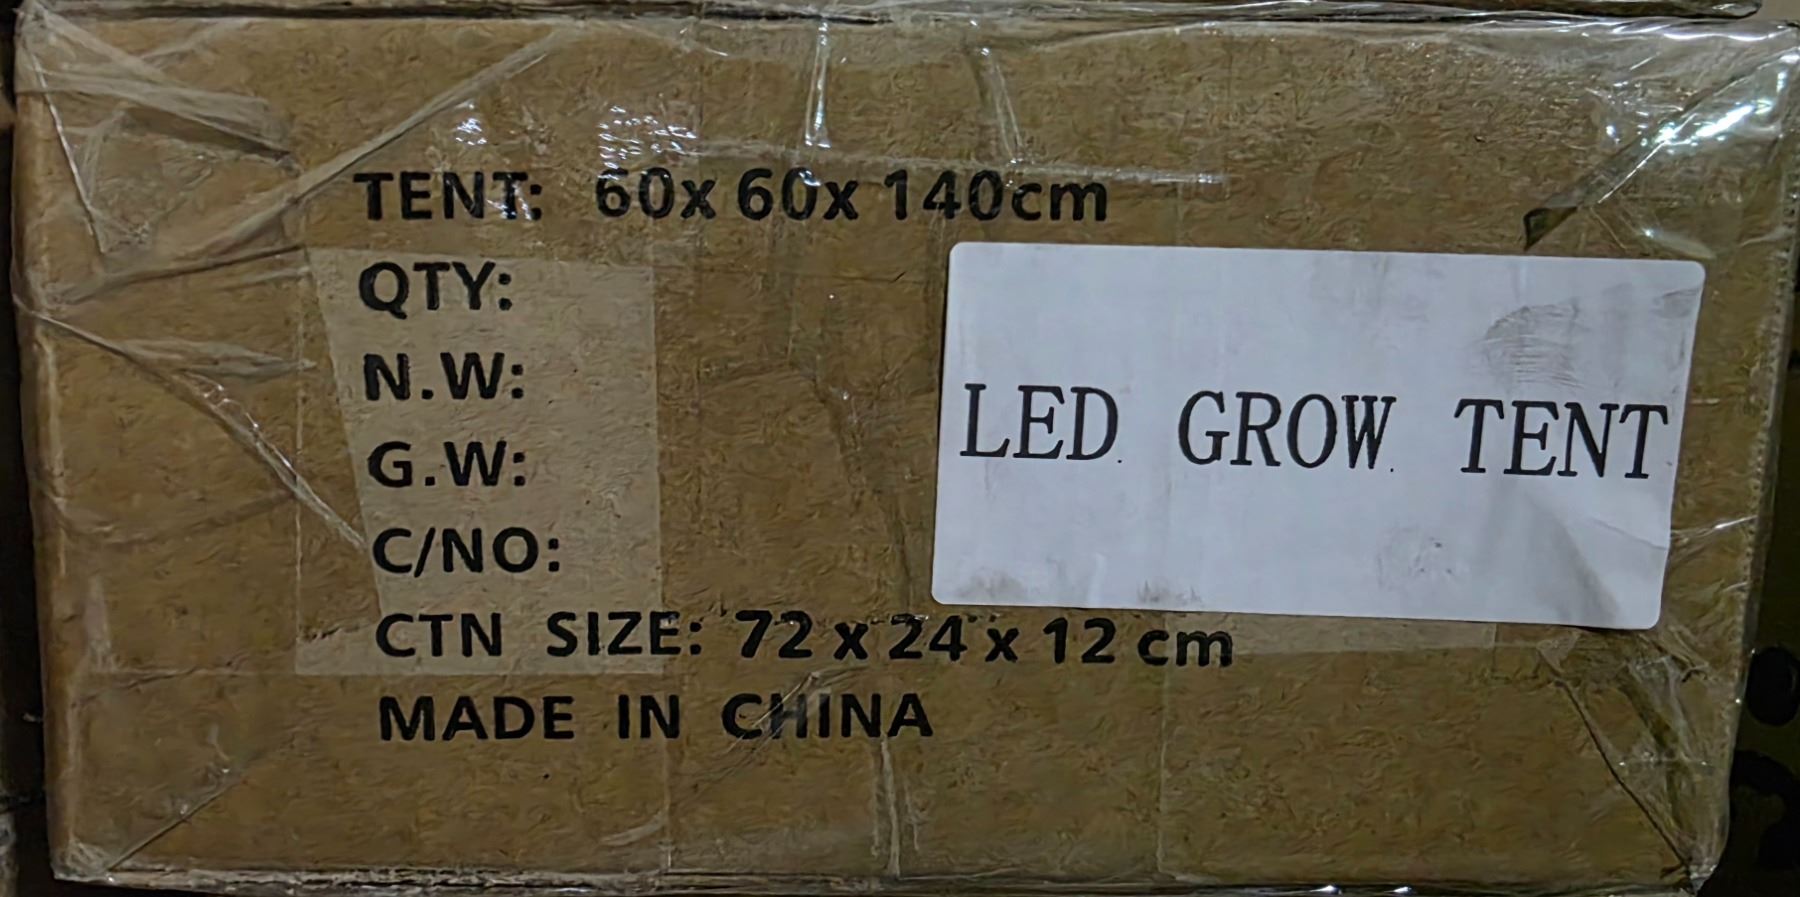 TENT: 60x 60x 140cm
QTY:
N.W:
G.W:
C/NO:
CTN SIZE: 72 x 24 x 12 cm
MADE IN CHINA
LED GROW TENT